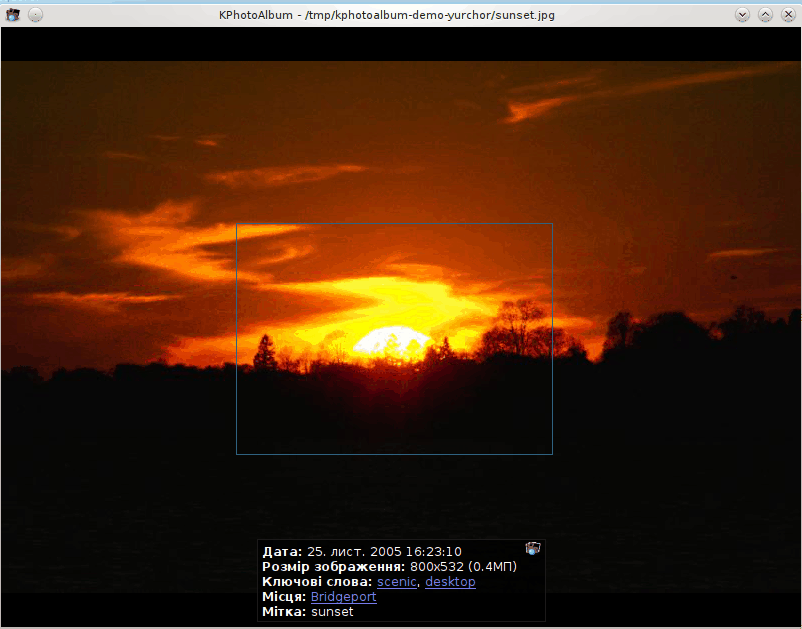 KPhotoAlbum - /tmp/kphotoalbum-demo-yurchor/sunset.jpg
Дата: 25. лист. 2005 16:23:10
Розмір зображення: 800x532 (0.4МП)
Ключові слова: scenic, desktop
Місця: Bridgeport
Мітка: sunset